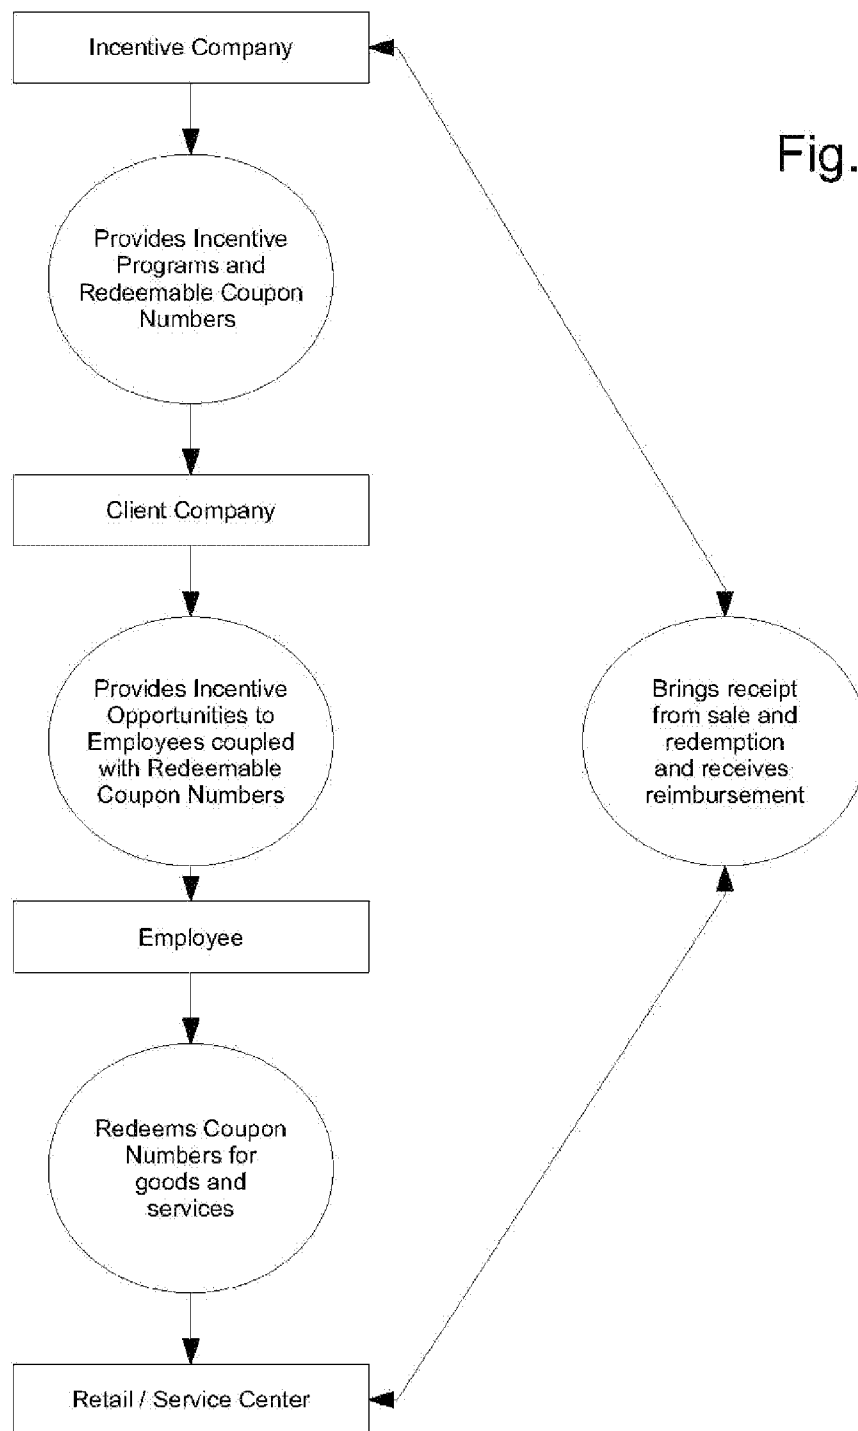 Incentive Company
Fig.
Provides Incentive
Programs and
Redeemable Coupon
Numbers
Client Company
Provides Incentive
Opportunities to
Employees coupled
with Redeemable
Coupon Numbers
Brings receipt
from sale and
redemption
and receives
reimbursement
Employee
Redeems Coupon
Numbers for
goods and
services
Retail / Service Center